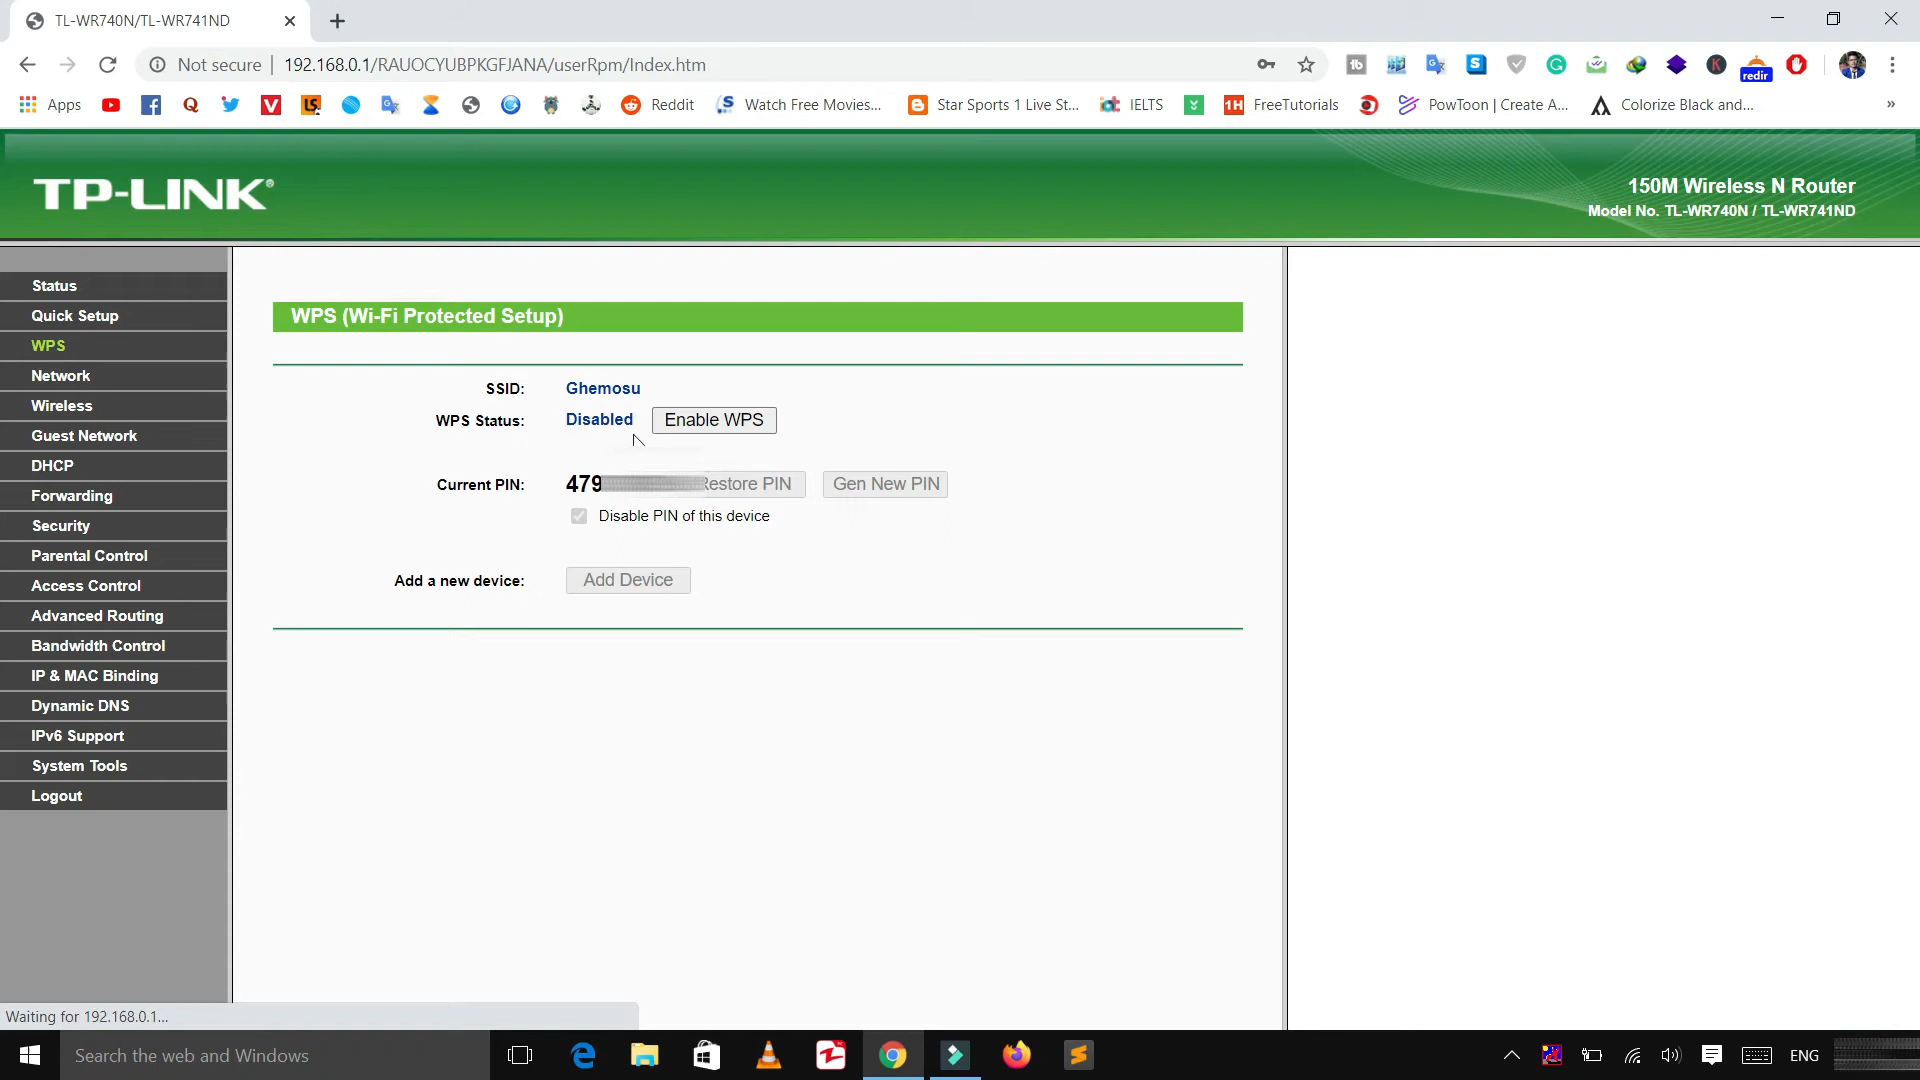 TL-WR740N/TL-WR741ND
Not secure
192.168.0.1/RAUOCYUBPKGFJANA/userRpm/Index.htm
redir
Apps
Reddit
Watch Free Movies...
Star Sports 1 Live St...
IELTS
FreeTutorials
PowToon | Create A...
Colorize Black and...
»
TP-LINK®
150M Wireless N Router
Model No. TL-WR740N / TL-WR741ND
Status
Quick Setup
WPS
Network
Wireless
Guest Network
DHCP
Forwarding
Security
Parental Control
Access Control
Advanced Routing
Bandwidth Control
IP & MAC Binding
Dynamic DNS
IPv6 Support
System Tools
Logout
WPS (Wi-Fi Protected Setup)
SSID: Ghemosu
WPS Status: Disabled Enable WPS
Current PIN: 479 Restore PIN Gen New PIN
Disable PIN of this device
Add a new device: Add Device
Waiting for 192.168.0.1...
Search the web and Windows
ENG